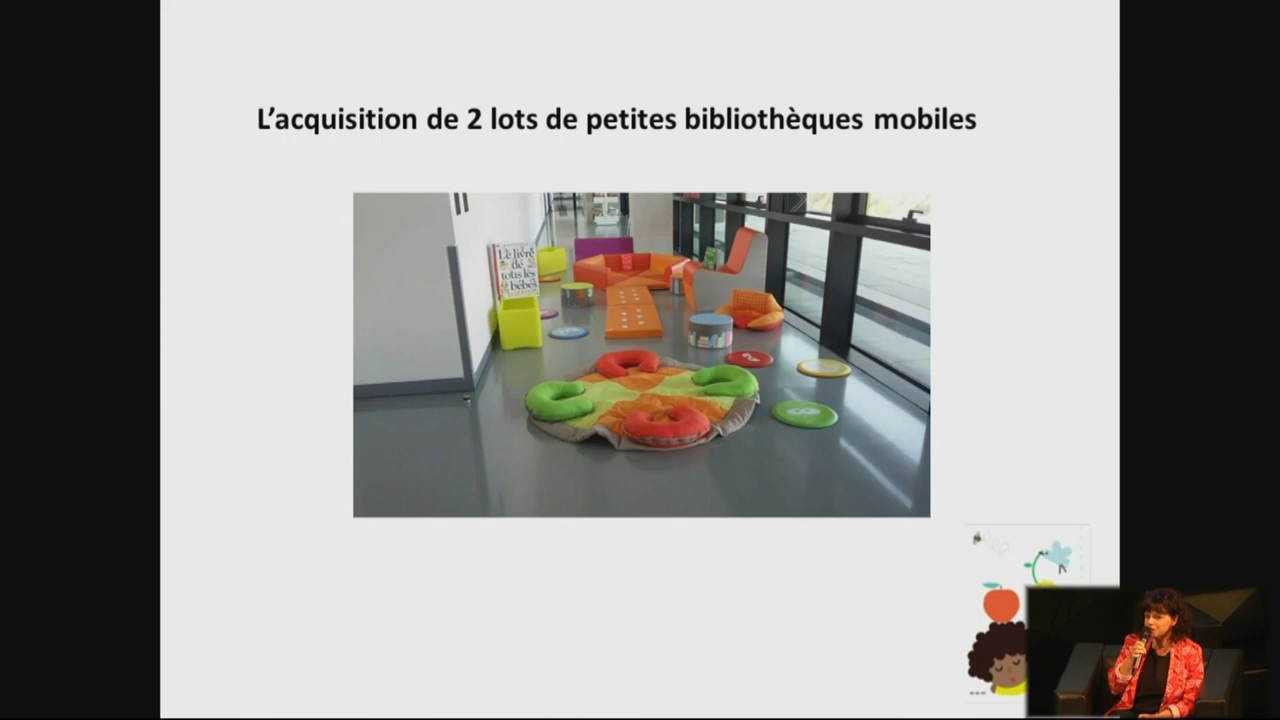 L'acquisition de 2 lots de petites bibliothèques mobiles
Le livre
de
tous les
bébés